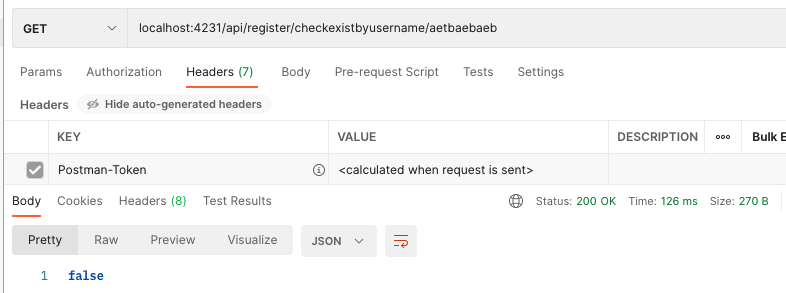 GET localhost:4231/api/register/checkexistbyusername/aetbaebaeb
Params Authorization Headers (7) Body Pre-request Script Tests Settings
Headers Hide auto-generated headers
KEY VALUE DESCRIPTION ooo Bulk E
Postman-Token <calculated when request is sent>
Body Cookies Headers (8) Test Results Status: 200 OK Time: 126 ms Size: 270 B
Pretty Raw Preview Visualize JSON
1 false